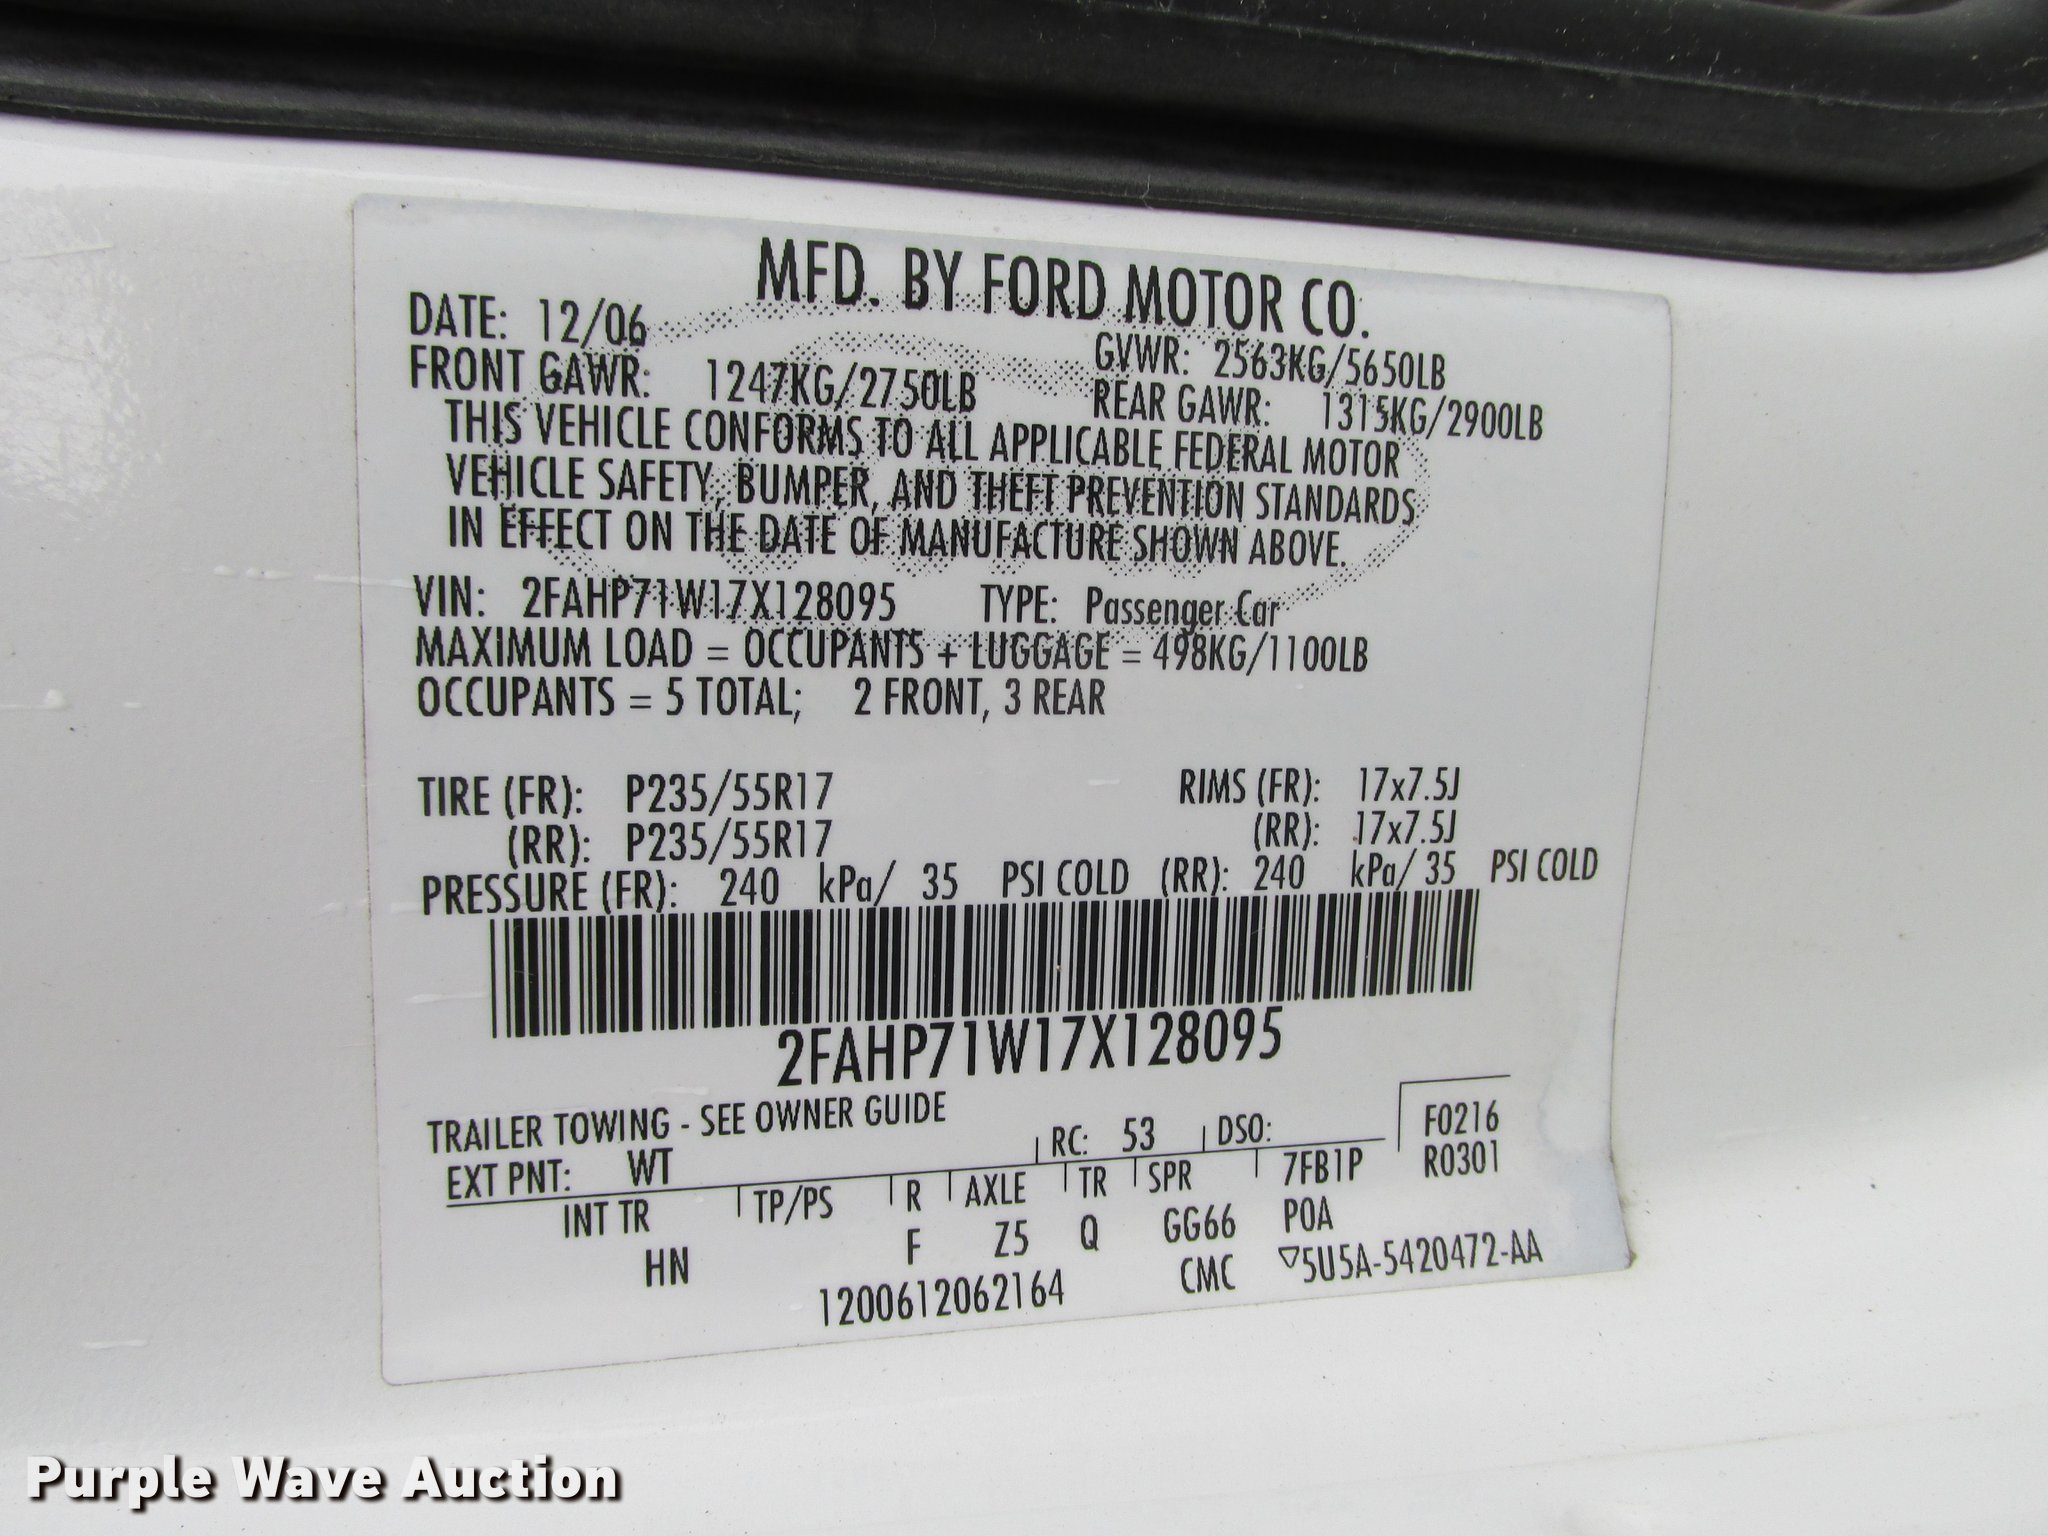 MFD. BY FORD MOTOR CO.
DATE: 12/06 GVWR: 2563KG/5650LB
FRONT GAWR: 1247KG/2750LB REAR GAWR: 1315KG/2900LB
THIS VEHICLE CONFORMS TO ALL APPLICABLE FEDERAL MOTOR
VEHICLE SAFETY, BUMPER, AND THEFT PREVENTION STANDARDS
IN EFFECT ON THE DATE OF MANUFACTURE SHOWN ABOVE.
VIN: 2FAHP71W17X128095 TYPE: Passenger Car
MAXIMUM LOAD = OCCUPANTS + LUGGAGE = 498KG/1100LB
OCCUPANTS = 5 TOTAL; 2 FRONT, 3 REAR
TIRE (FR): P235/55R17 RIMS (FR): 17x7.5J
(RR): P235/55R17 (RR): 17x7.5J
PRESSURE (FR): 240 kPa/ 35 PSI COLD (RR): 240 kPa/ 35 PSI COLD
2FAHP71W17X128095
TRAILER TOWING - SEE OWNER GUIDE
EXT PNT: WT RC: 53 DSO: F0216
INT TR TP/PS R AXLE TR SPR 7FB1P R0301
HN F Z5 Q GG66 POA
1200612062164 CMC ▽5U5A-5420472-AA
Purple Wave Auction